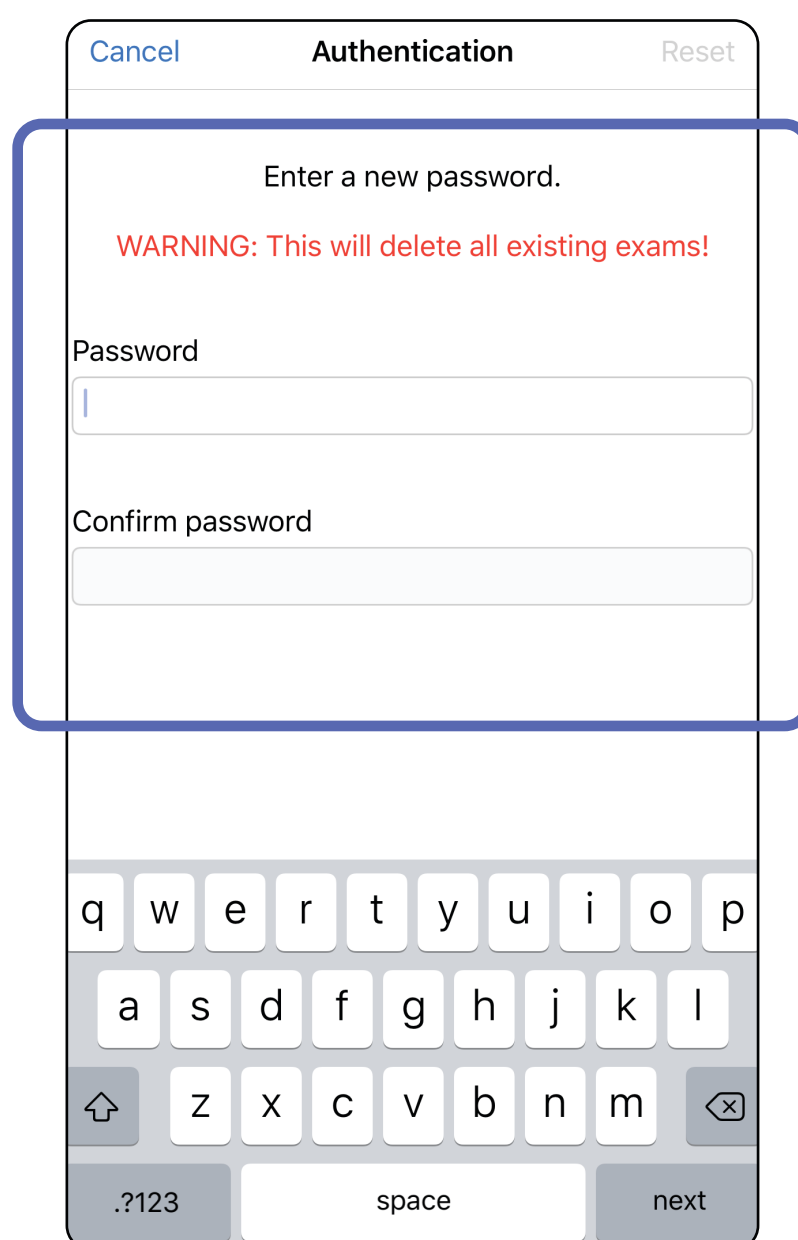 Cancel Authentication Reset
Enter a new password.
WARNING: This will delete all existing exams!
Password
Confirm password
q w e r t y u i o p
a s d f g h j k l
z x c v b n m
.?123 space next